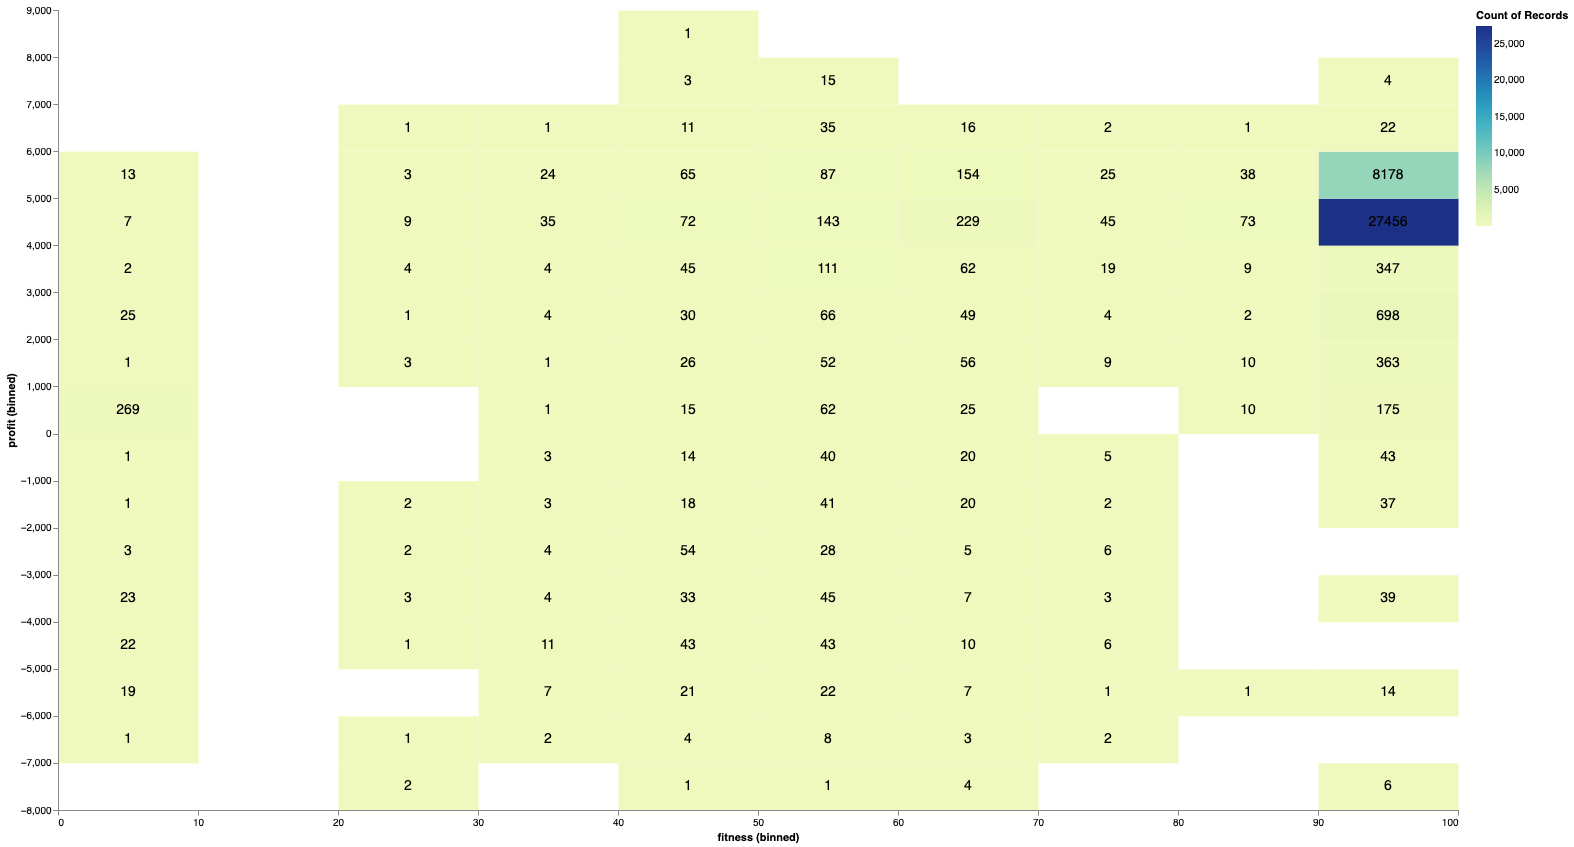 Count of Records
25,000
20,000
15,000
10,000
5,000
profit (binned)
9,000
1
8,000
3 15 4
7,000
1 1 11 35 16 2 1 22
6,000
13 3 24 65 87 154 25 38 8178
5,000
7 9 35 72 143 229 45 73 27456
4,000
2 4 4 45 111 62 19 9 347
3,000
25 1 4 30 66 49 4 2 698
2,000
1 3 1 26 52 56 9 10 363
1,000
269 1 15 62 25 10 175
0
1 3 14 40 20 5 43
−1,000
1 2 3 18 41 20 2 37
−2,000
3 2 4 54 28 5 6
−3,000
23 3 4 33 45 7 3 39
−4,000
22 1 11 43 43 10 6
−5,000
19 7 21 22 7 1 1 14
−6,000
1 1 2 4 8 3 2
−7,000
2 1 1 4 6
−8,000
0 10 20 30 40 50 60 70 80 90 100
fitness (binned)